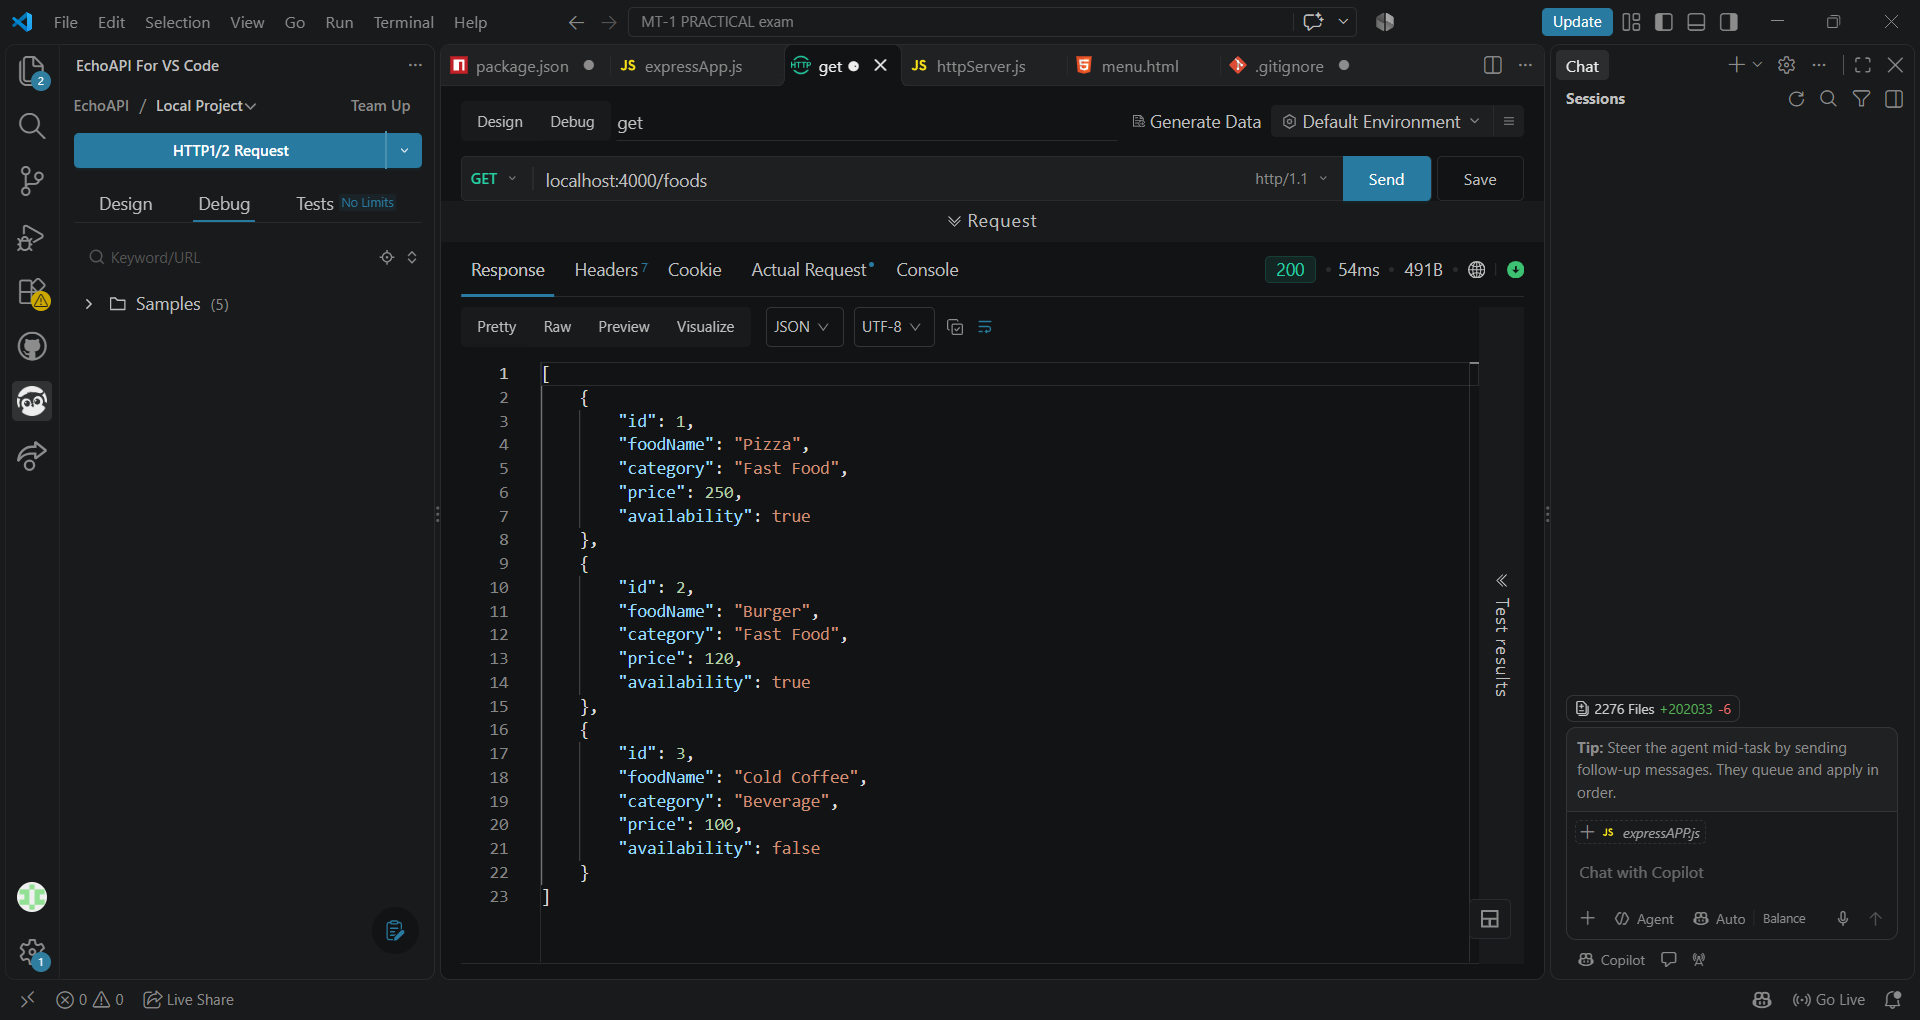 File Edit Selection View Go Run Terminal Help
MT-1 PRACTICAL exam
Update
EchoAPI For VS Code
EchoAPI / Local Project
Team Up
HTTP1/2 Request
Design Debug Tests No Limits
Keyword/URL
Samples (5)
2
1
package.json
JS expressApp.js
HTTP get
JS httpServer.js
menu.html
.gitignore
Design Debug get
Generate Data
Default Environment
GET localhost:4000/foods
http/1.1
Send
Save
Request
Response Headers 7 Cookie Actual Request Console
200 54ms 491B
Pretty Raw Preview Visualize JSON UTF-8
1 [
2 {
3 "id": 1,
4 "foodName": "Pizza",
5 "category": "Fast Food",
6 "price": 250,
7 "availability": true
8 },
9 {
10 "id": 2,
11 "foodName": "Burger",
12 "category": "Fast Food",
13 "price": 120,
14 "availability": true
15 },
16 {
17 "id": 3,
18 "foodName": "Cold Coffee",
19 "category": "Beverage",
20 "price": 100,
21 "availability": false
22 }
23 ]
Test results
Chat
Sessions
2276 Files +202033 -6
Tip: Steer the agent mid-task by sending
follow-up messages. They queue and apply in
order.
JS expressAPP.js
Chat with Copilot
Agent Auto Balance
Copilot
0 0 Live Share
Go Live